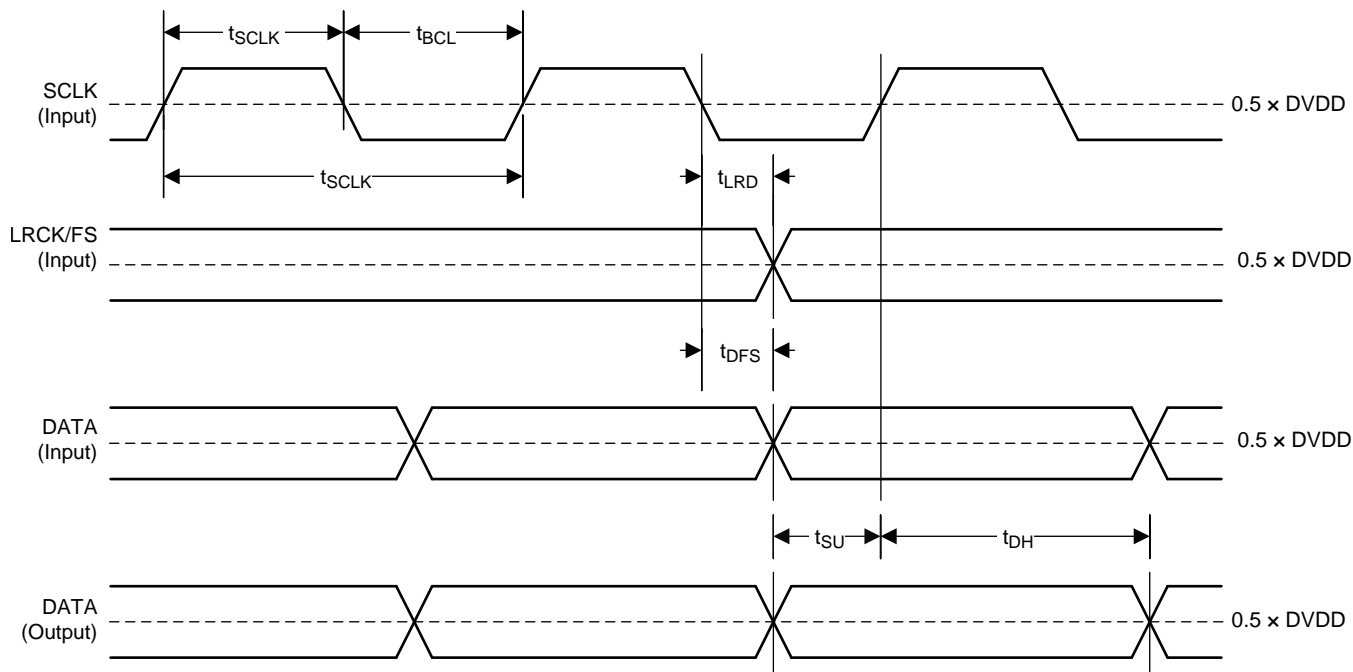 tSCLK tBCL
SCLK
(Input)
0.5 × DVDD
tSCLK tLRD
LRCK/FS
(Input)
0.5 × DVDD
tDFS
DATA
(Input)
0.5 × DVDD
tSU tDH
DATA
(Output)
0.5 × DVDD